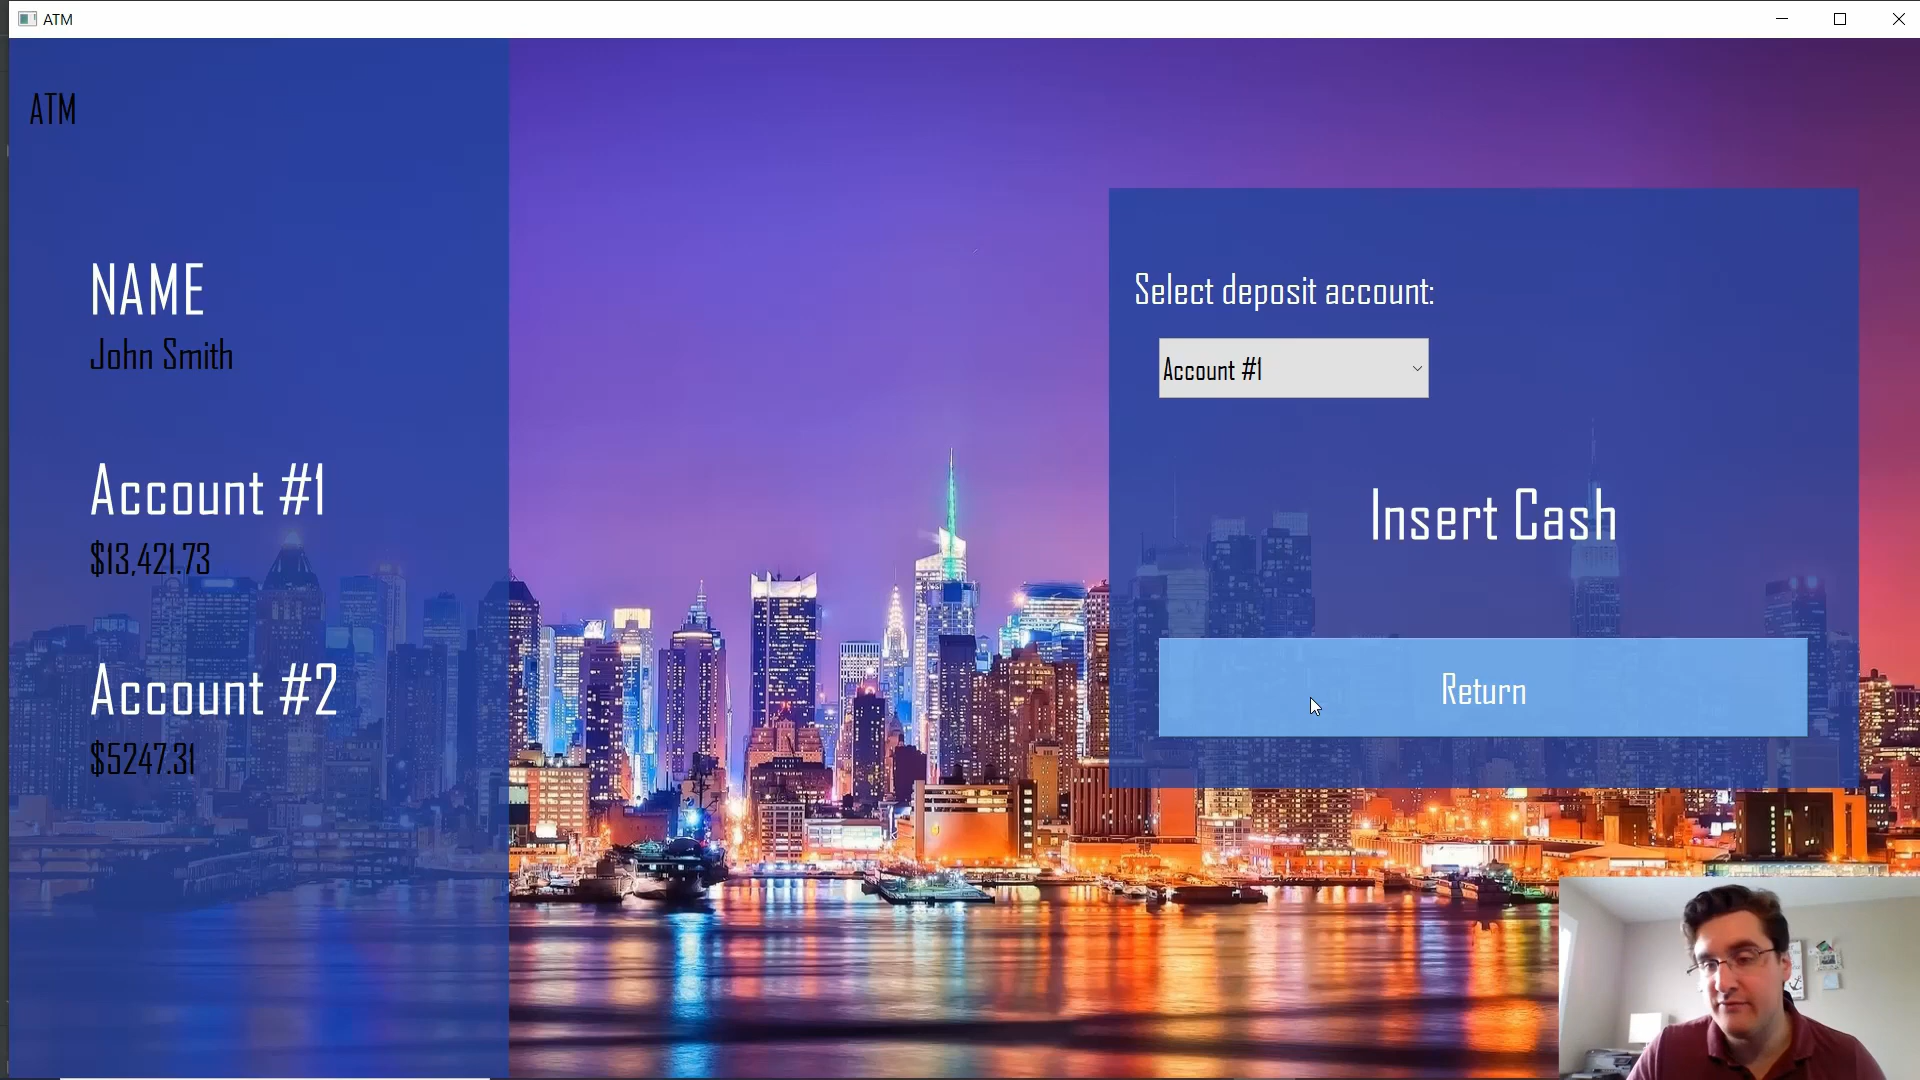 ATM
ATM
NAME
John Smith
Account #1
$13,421.73
Account #2
$5247.31
Select deposit account:
Account #1
Insert Cash
Return